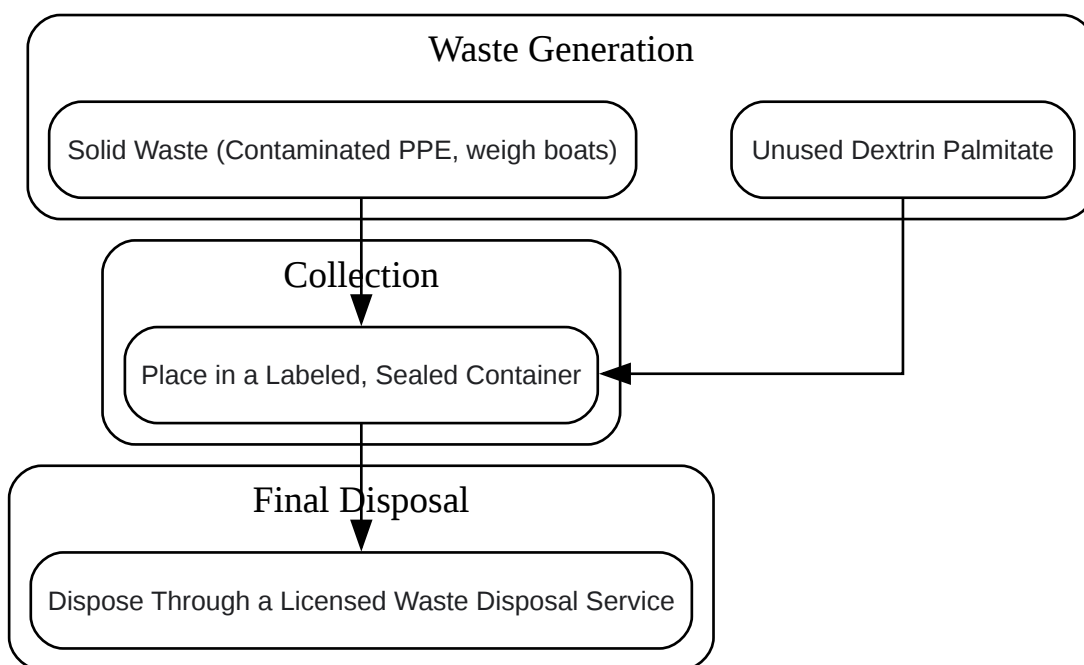 Waste Generation
Solid Waste (Contaminated PPE, weigh boats)
Unused Dextrin Palmitate
Collection
Place in a Labeled, Sealed Container
Final Disposal
Dispose Through a Licensed Waste Disposal Service